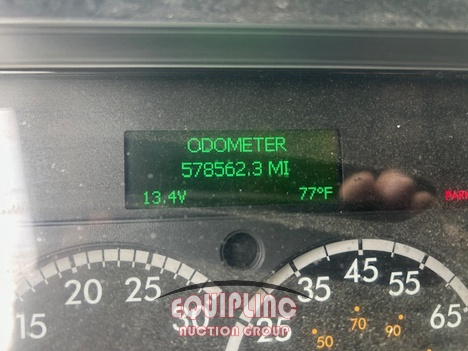 ODOMETER
578562.3 MI
13.4V 77°F
15 20 25 30
25 35 45 55 65
50 70 90
EQUIPLINC
AUCTION GROUP